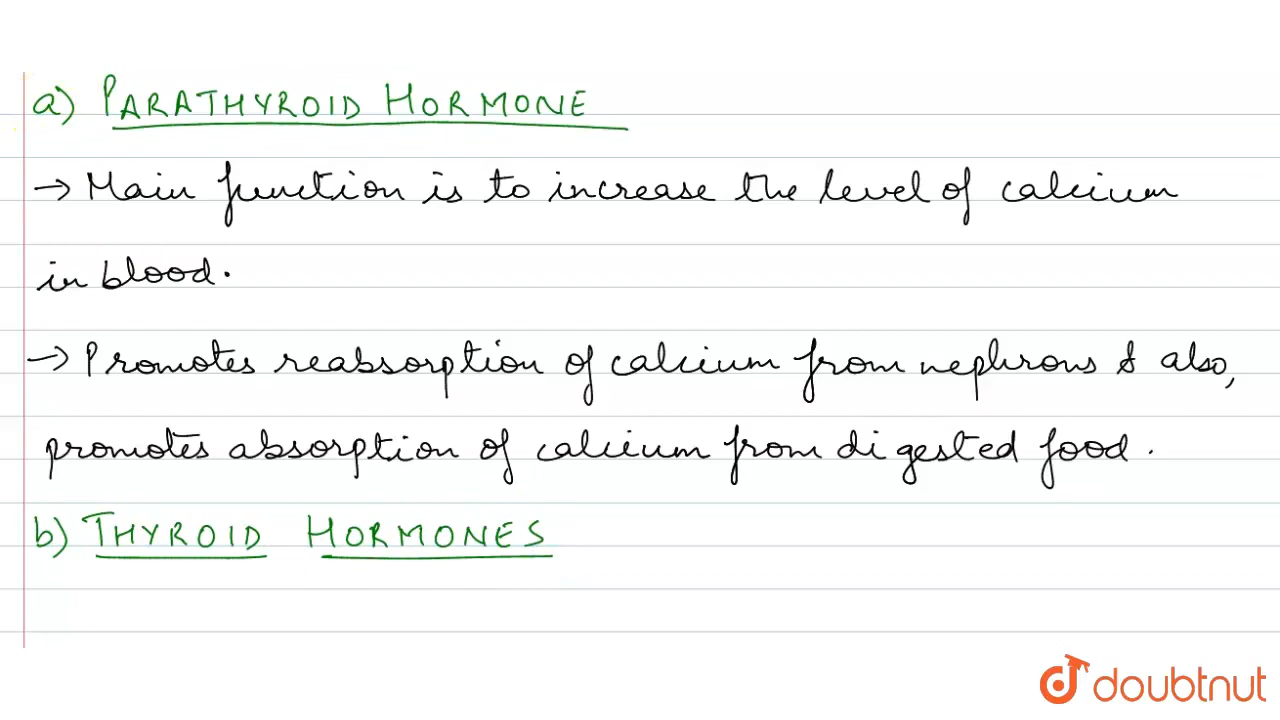 a) PARATHYROID HORMONE
→ Main function is to increase the level of calcium
in blood.
→ Promotes reabsorption of calcium from nephrons & also,
promotes absorption of calcium from digested food.
b) THYROID HORMONES
doubtnut